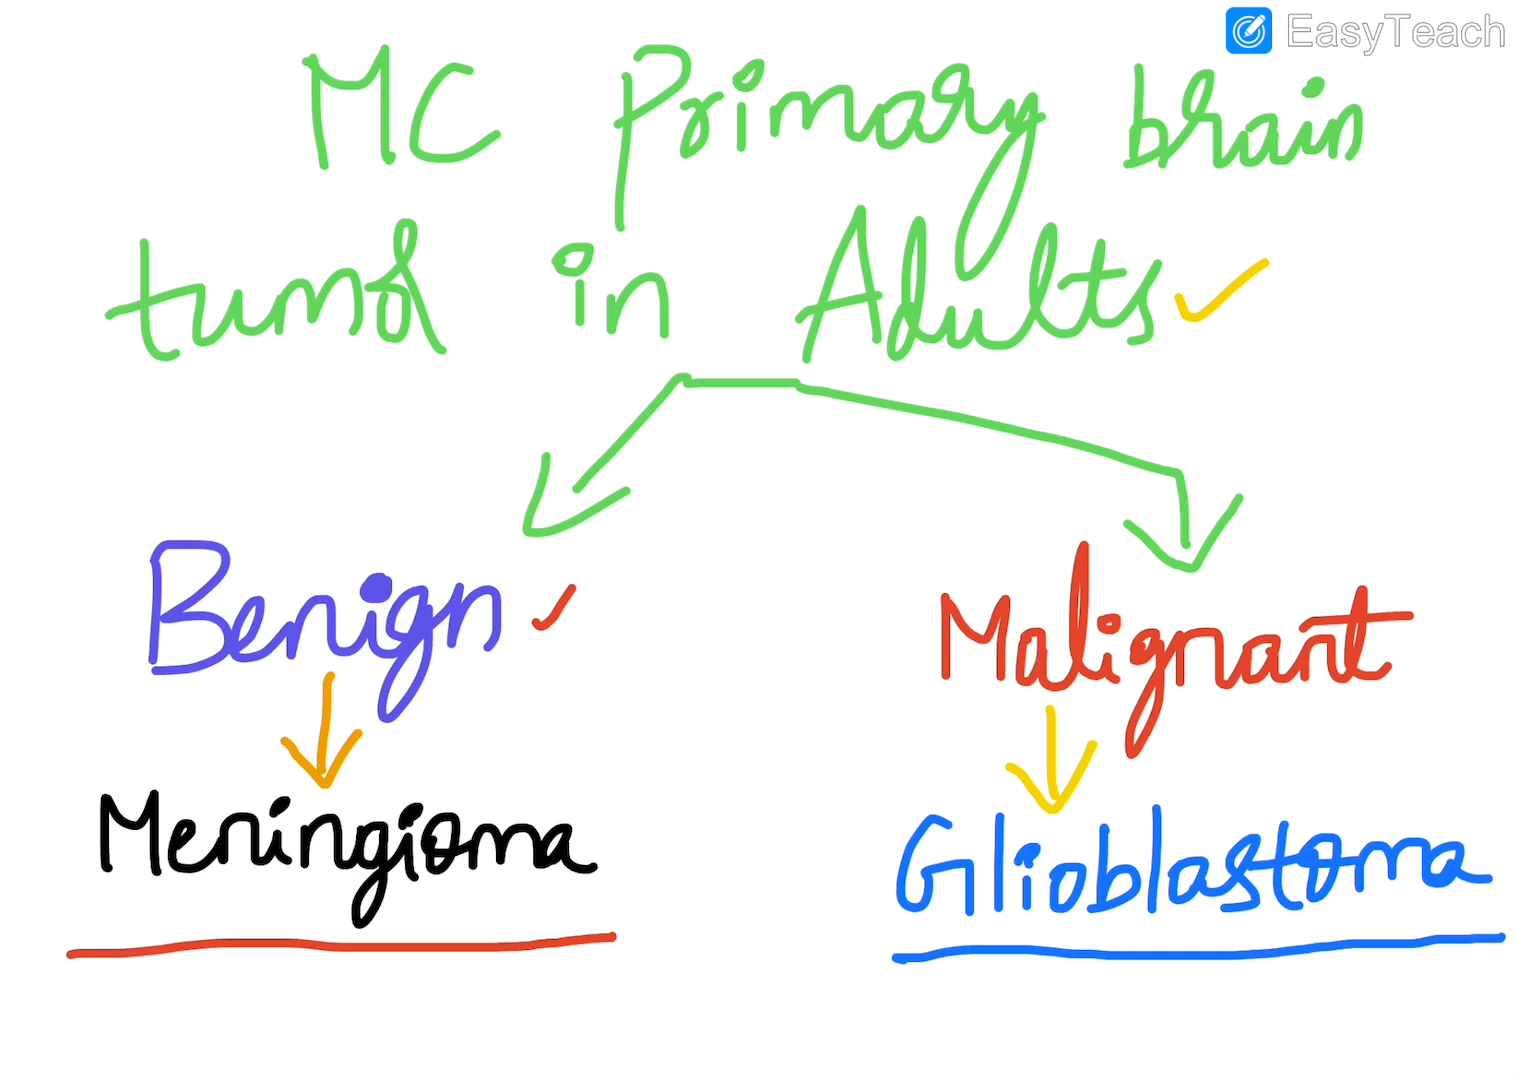 EasyTeach
MC Primary brain
tumor in Adults
Benign
Malignant
Meningioma
Glioblastoma